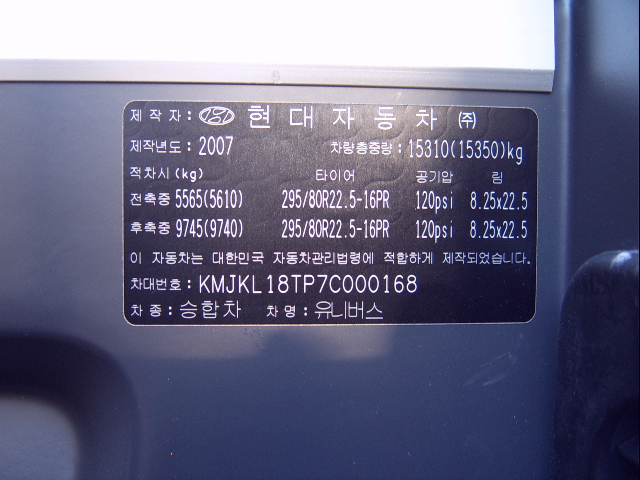 제작자: 현대자동차 (주)
제작년도: 2007 차량총중량: 15310(15350)kg
적차시(kg) 타이어 공기압 림
전축중 5565(5610) 295/80R22.5-16PR 120psi 8.25x22.5
후축중 9745(9740) 295/80R22.5-16PR 120psi 8.25x22.5
이 자동차는 대한민국 자동차관리법령에 적합하게 제작되었습니다.
차대번호: KMJKL18TP7C000168
차종: 승합차 차명: 유니버스